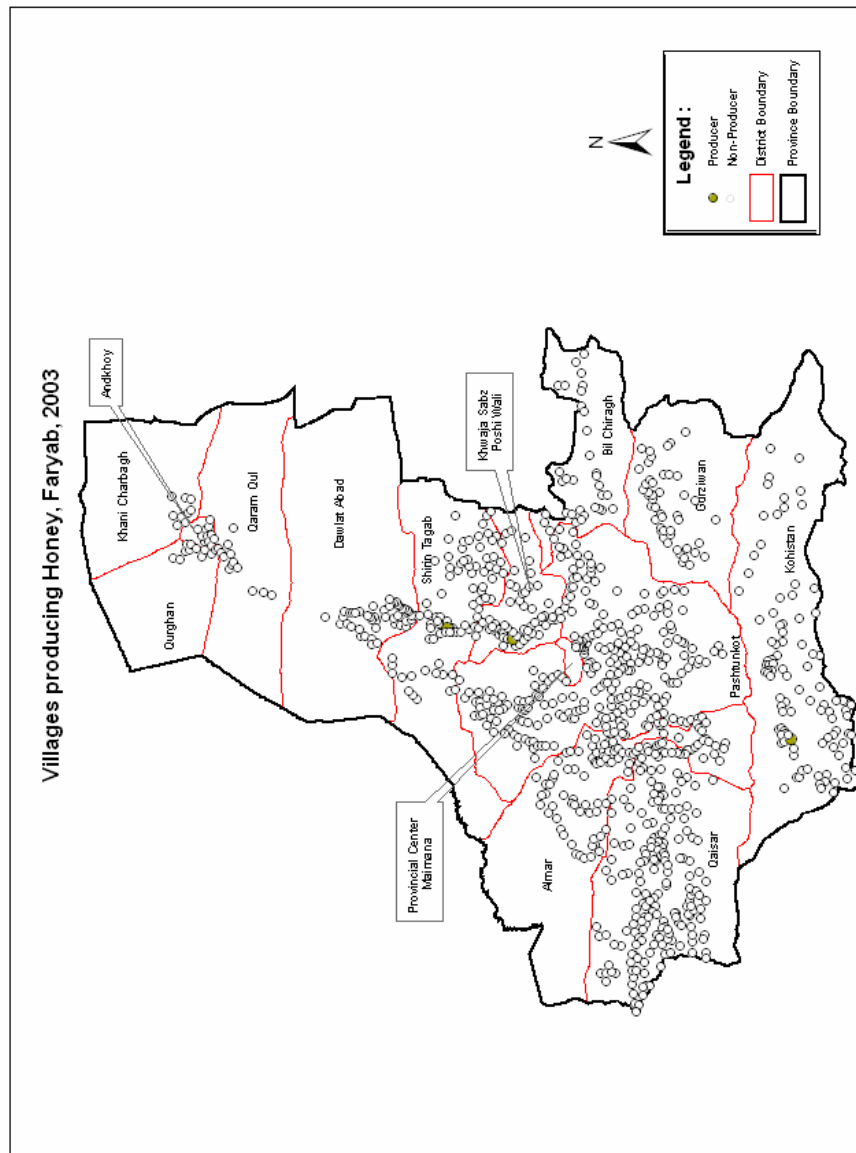 Villages producing Honey, Faryab, 2003
Andkhoy
Khani Charbagh
Qurghan
Qaram Qul
Dawlat Abad
Shirin Tagab
Khwaja Sabz
Poshi Wali
Provincial Center
Maimana
Almar
Bil Chiragh
Gurziwan
Pashtunkot
Qaisar
Kohistan
N
Legend :
Producer
Non-Producer
District Boundary
Province Boundary